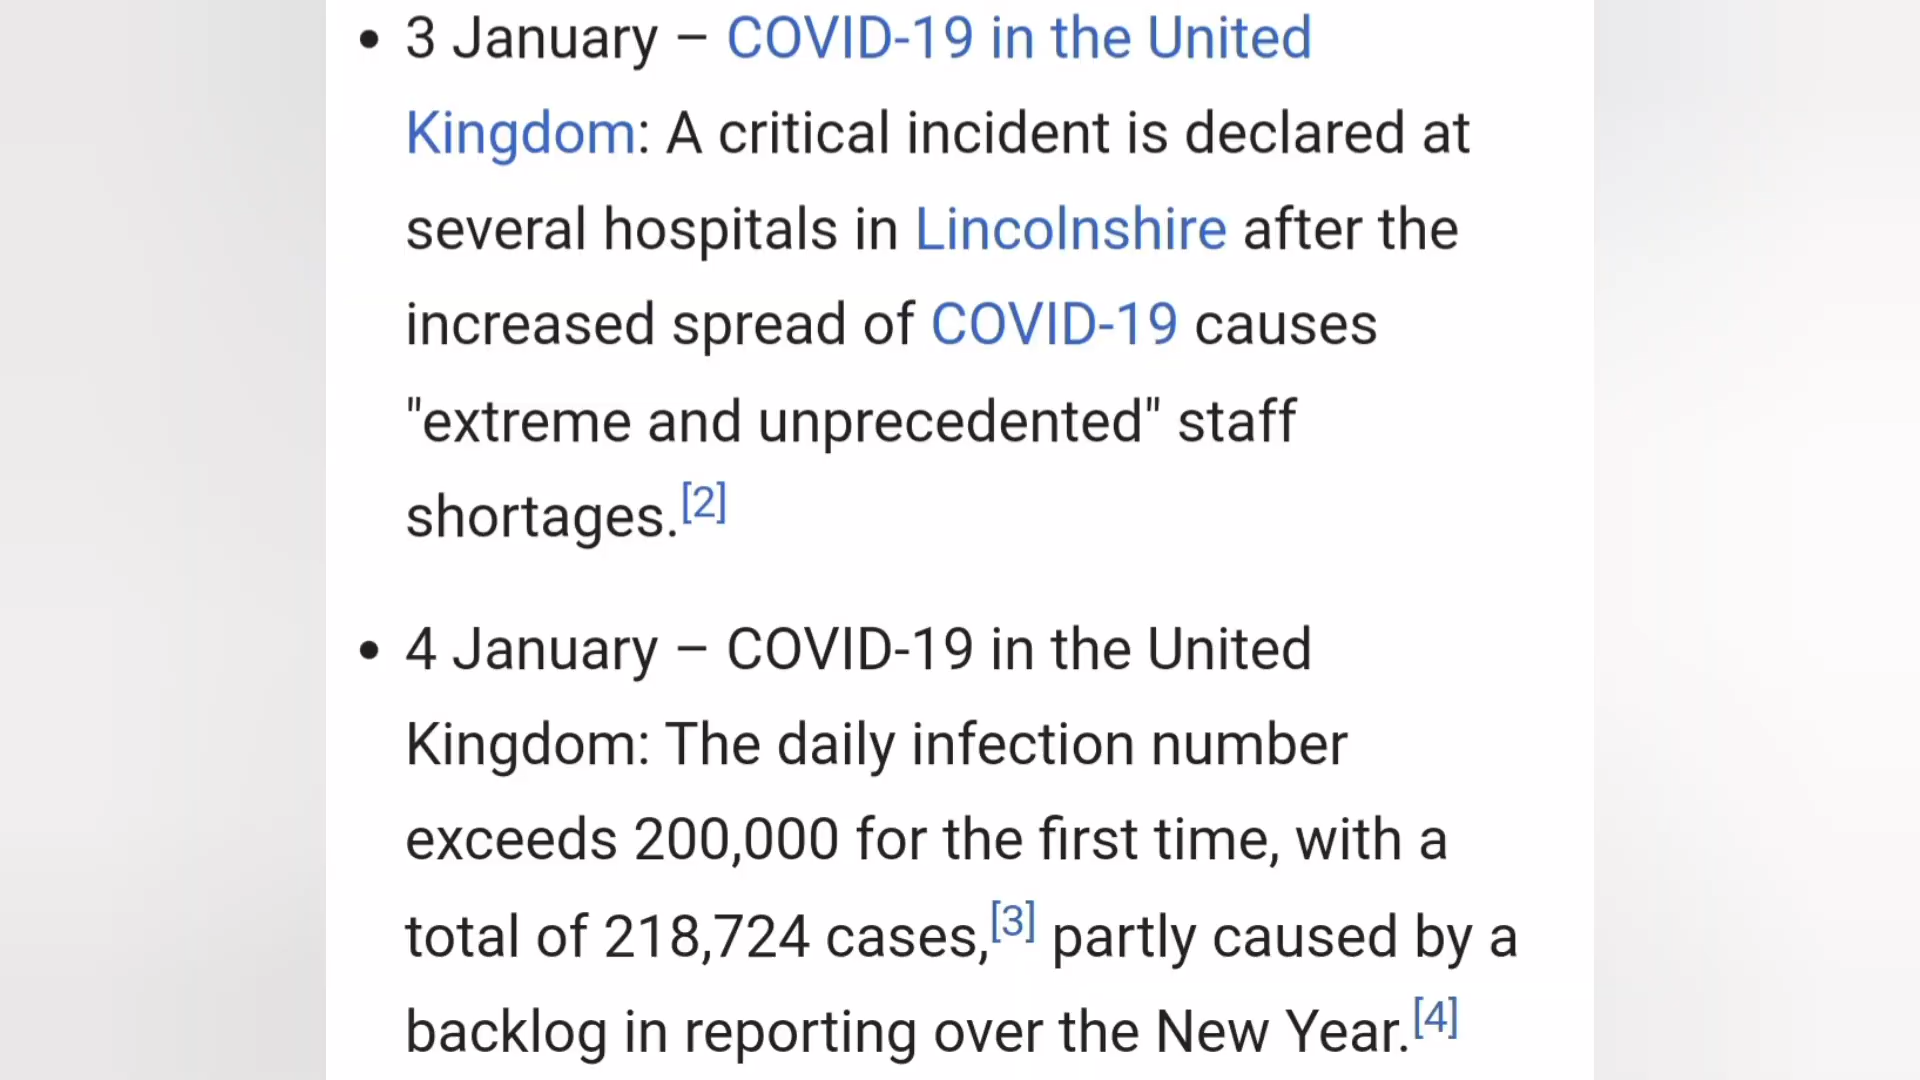 • 3 January – COVID-19 in the United
Kingdom: A critical incident is declared at
several hospitals in Lincolnshire after the
increased spread of COVID-19 causes
"extreme and unprecedented" staff
shortages.[2]
• 4 January – COVID-19 in the United
Kingdom: The daily infection number
exceeds 200,000 for the first time, with a
total of 218,724 cases,[3] partly caused by a
backlog in reporting over the New Year.[4]